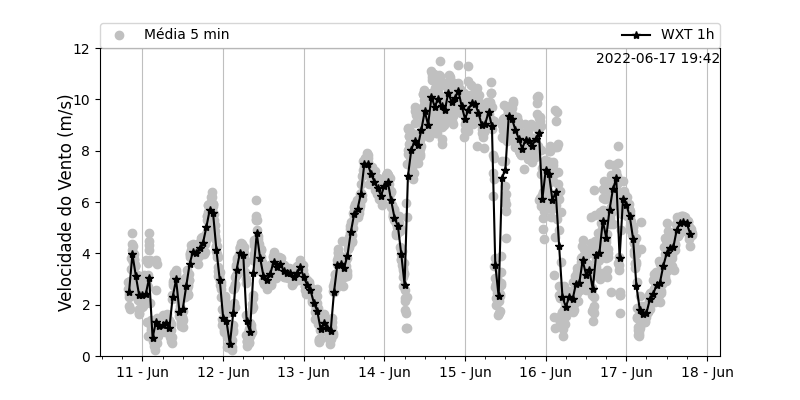 Média 5 min
WXT 1h
2022-06-17 19:42
Velocidade do Vento (m/s)
12
10
8
6
4
2
0
11 - Jun
12 - Jun
13 - Jun
14 - Jun
15 - Jun
16 - Jun
17 - Jun
18 - Jun